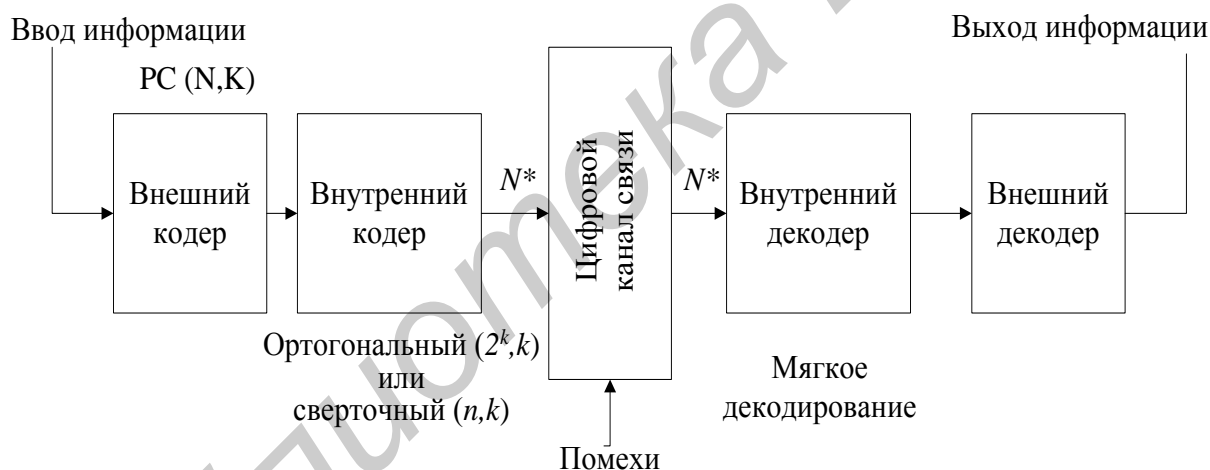 Ввод информации
Выход информации
РС (N,K)
Внешний
кодер
Внутренний
кодер
N*
Цифровой
канал связи
N*
Внутренний
декодер
Внешний
декодер
Ортогональный (2^k,k)
или
сверточный (n,k)
Мягкое
декодирование
Помехи